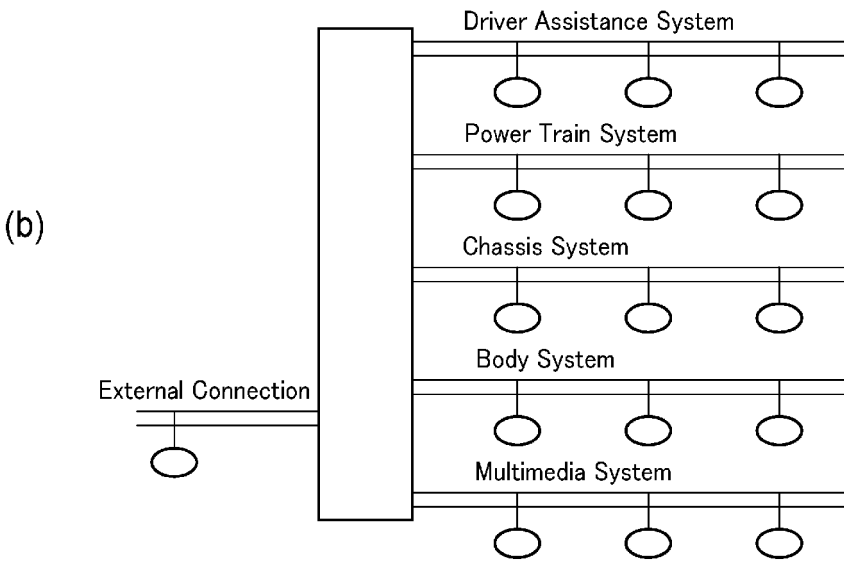 Driver Assistance System
Power Train System
(b)
Chassis System
Body System
External Connection
Multimedia System